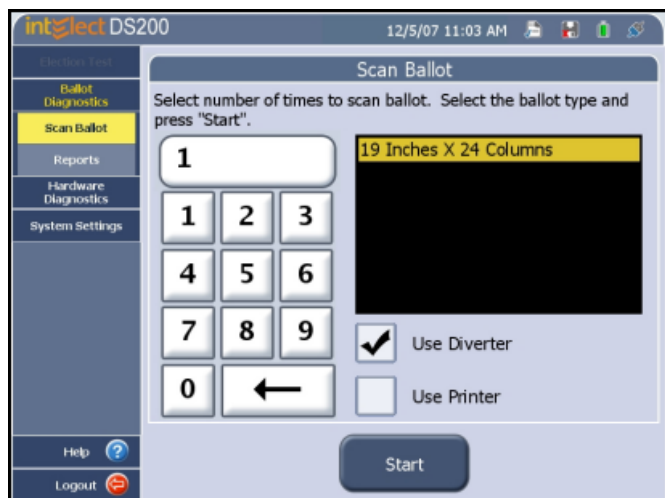 intElect DS200
12/5/07 11:03 AM
Election Test
Ballot
Diagnostics
Scan Ballot
Reports
Hardware
Diagnostics
System Settings
Help
Logout
Scan Ballot
Select number of times to scan ballot. Select the ballot type and
press "Start".
1
1 2 3
4 5 6
7 8 9
0 ←
19 Inches X 24 Columns
Use Diverter
Use Printer
Start